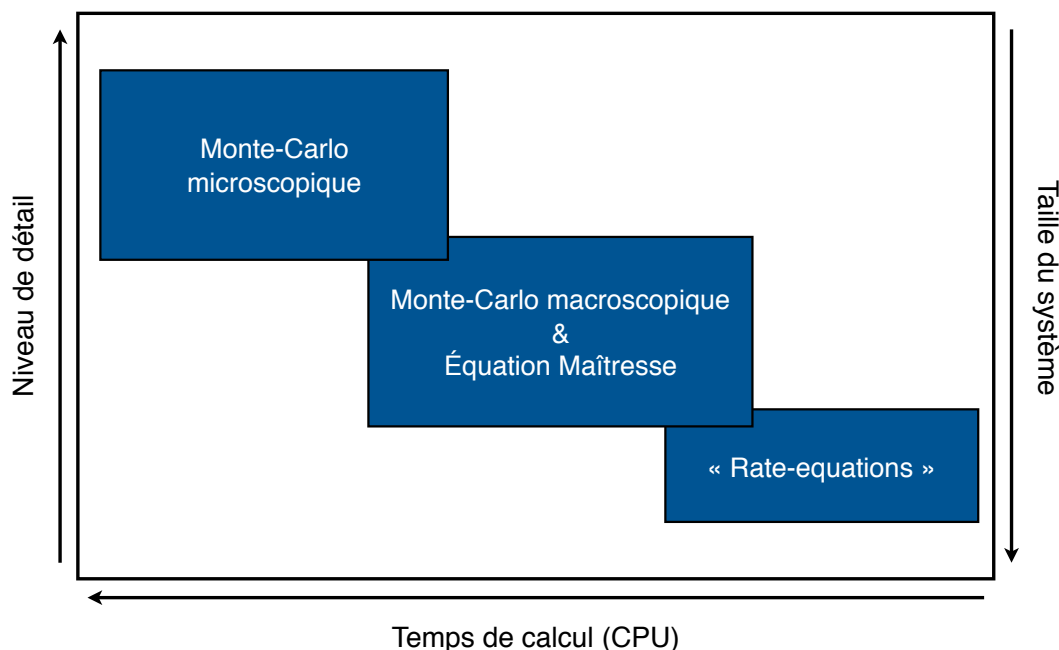 Monte-Carlo
microscopique
Niveau de détail
Monte-Carlo macroscopique
&
Équation Maîtresse
Taille du système
« Rate-equations »
Temps de calcul (CPU)